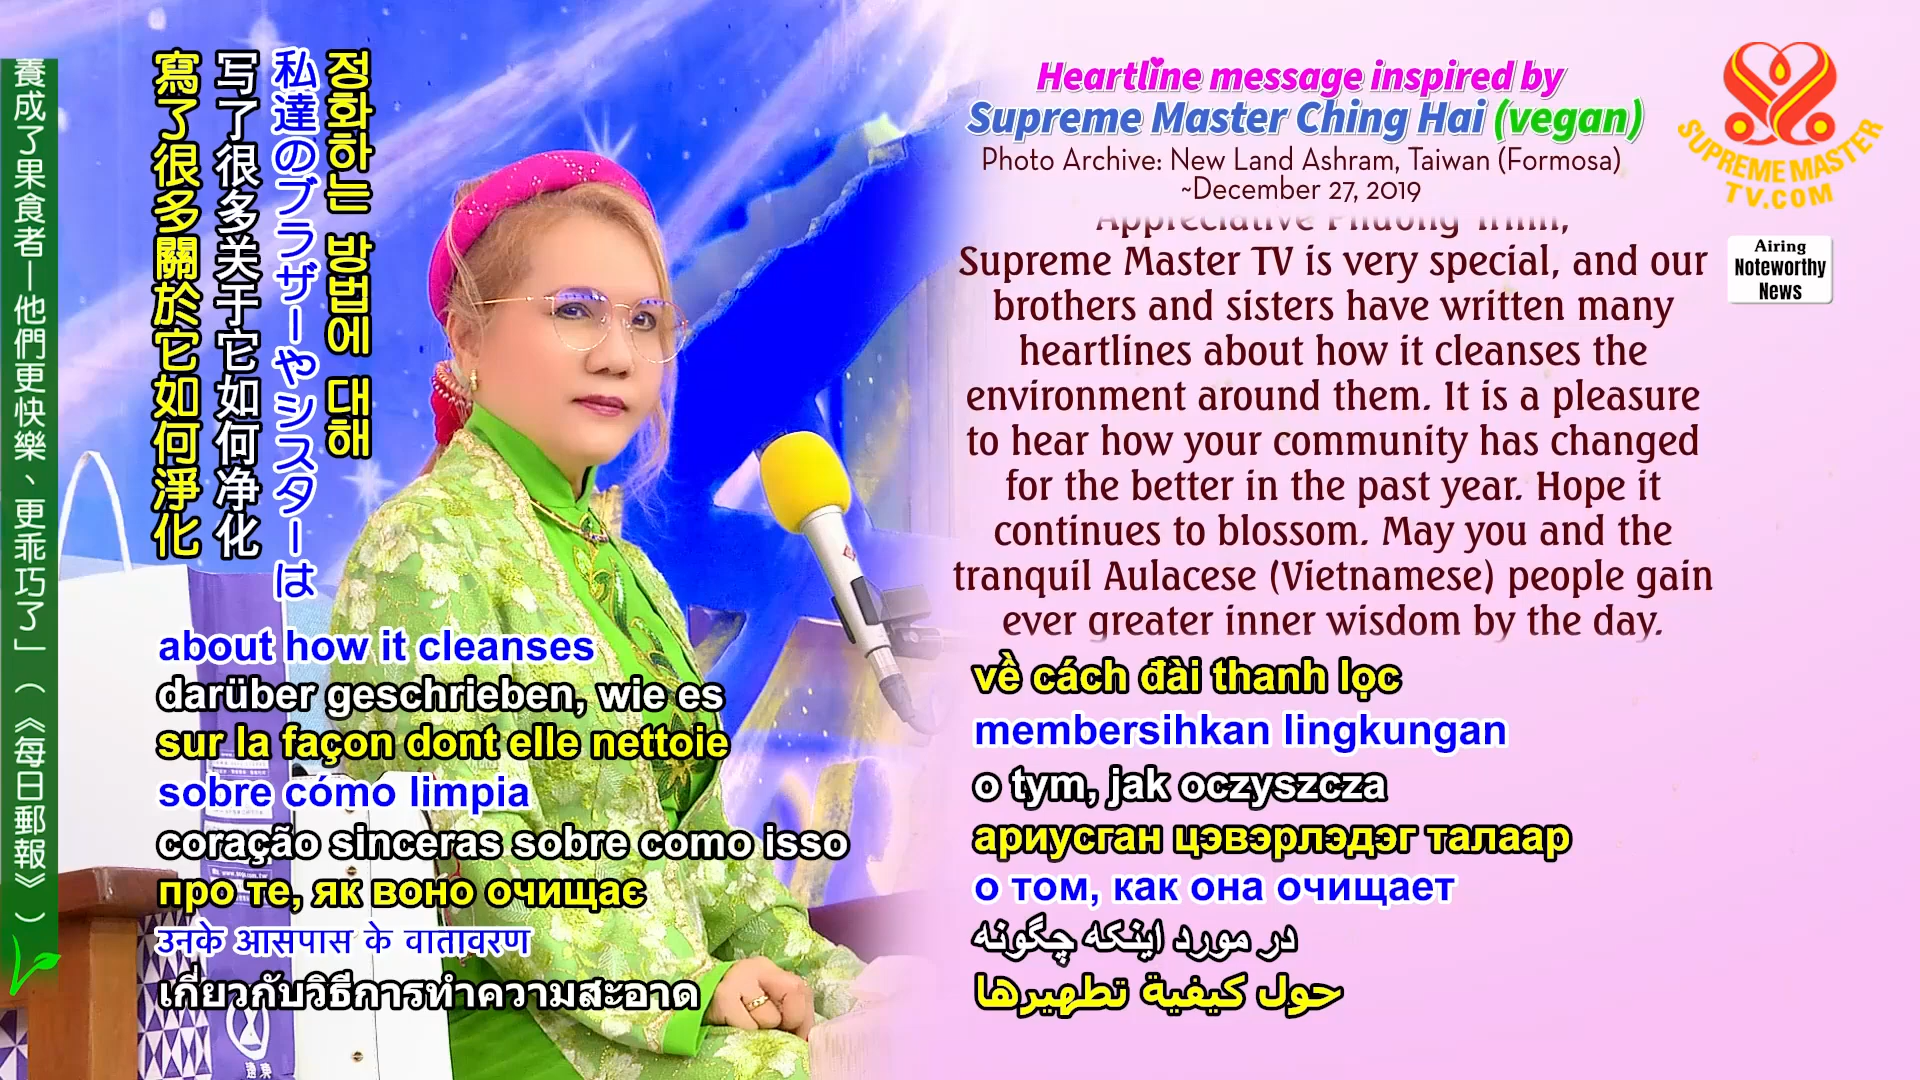 養成了果食者—他們更快樂、更乖巧了」(《每日郵報》)
寫了很多關於它如何淨化
写了很多关于它如何净化
私達のブラザーやシスターは
정화하는 방법에 대해
about how it cleanses
darüber geschrieben, wie es
sur la façon dont elle nettoie
sobre cómo limpia
coração sinceras sobre como isso
про те, як воно очищає
उनके आसपास के वातावरण
เกี่ยวกับวิธีการทำความสะอาด
Heartline message inspired by
Supreme Master Ching Hai (vegan)
Photo Archive: New Land Ashram, Taiwan (Formosa)
~December 27, 2019
Appreciative Phuong Trinh,
Supreme Master TV is very special, and our
brothers and sisters have written many
heartlines about how it cleanses the
environment around them. It is a pleasure
to hear how your community has changed
for the better in the past year. Hope it
continues to blossom. May you and the
tranquil Aulacese (Vietnamese) people gain
ever greater inner wisdom by the day.
về cách đài thanh lọc
membersihkan lingkungan
o tym, jak oczyszcza
ариусган цэвэрлэдэг талаар
о том, как она очищает
در مورد اینکه چگونه
حول كيفية تطهيرها
SUPREME MASTER
TV.COM
Airing
Noteworthy
News